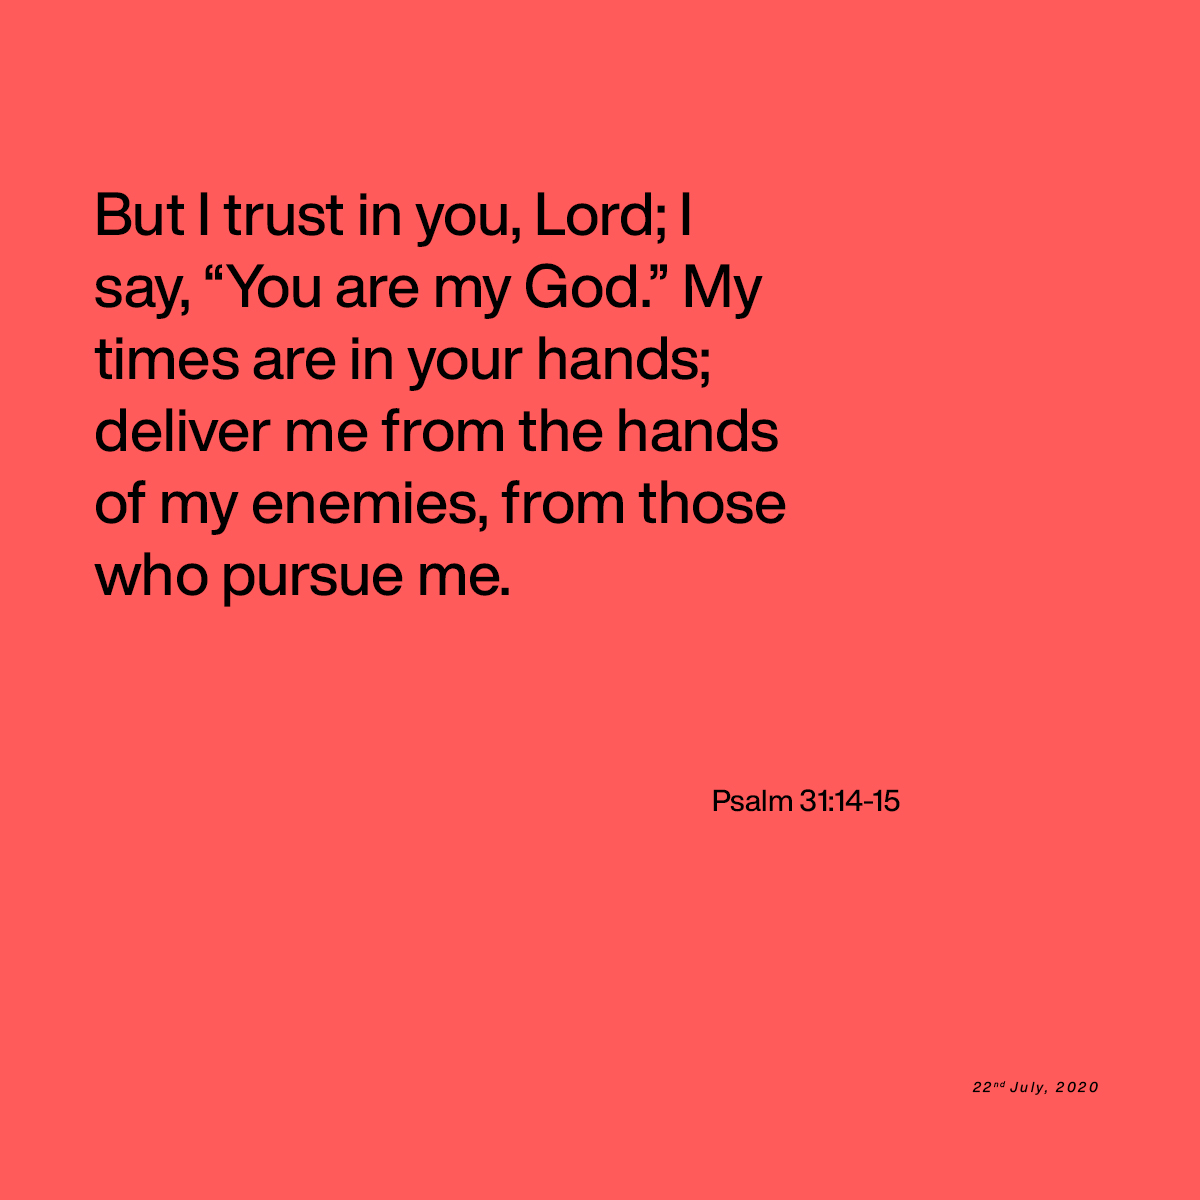 But I trust in you, Lord; I
say, “You are my God.” My
times are in your hands;
deliver me from the hands
of my enemies, from those
who pursue me.
Psalm 31:14-15
22nd July, 2020